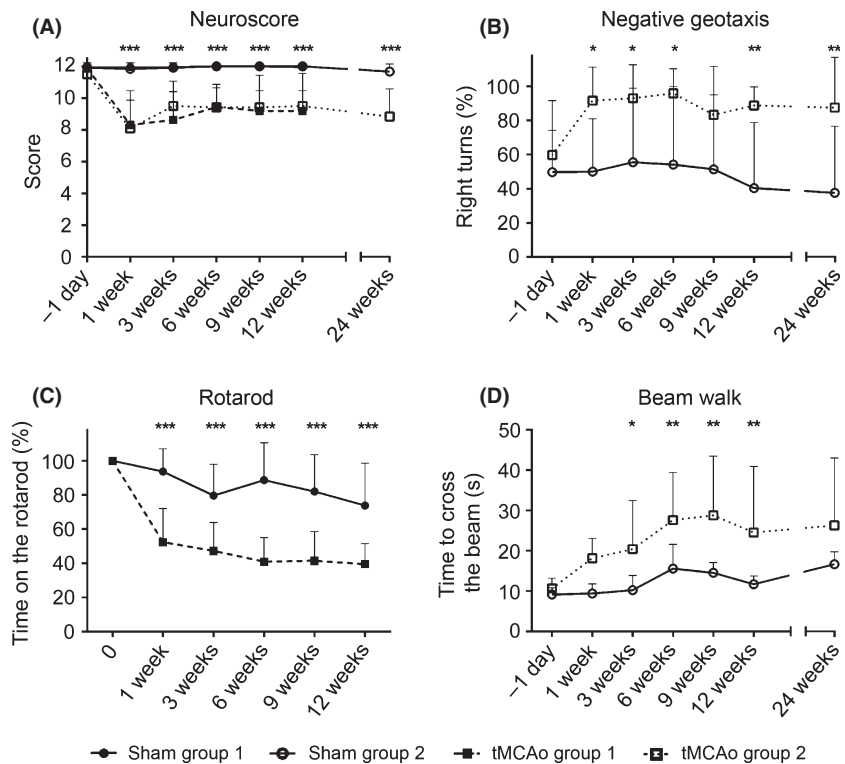 (A)
Neuroscore
*** *** *** *** *** ***
12
10
8
6
4
2
0
Score
−1 day
1 week
3 weeks
6 weeks
9 weeks
12 weeks
24 weeks
(B)
Negative geotaxis
* * * ** **
100
80
60
40
20
0
Right turns (%)
−1 day
1 week
3 weeks
6 weeks
9 weeks
12 weeks
24 weeks
(C)
Rotarod
*** *** *** *** ***
100
80
60
40
20
0
Time on the rotarod (%)
0
1 week
3 weeks
6 weeks
9 weeks
12 weeks
(D)
Beam walk
* ** ** **
50
40
30
20
10
0
Time to cross
the beam (s)
−1 day
1 week
3 weeks
6 weeks
9 weeks
12 weeks
24 weeks
Sham group 1 Sham group 2 tMCAo group 1 tMCAo group 2